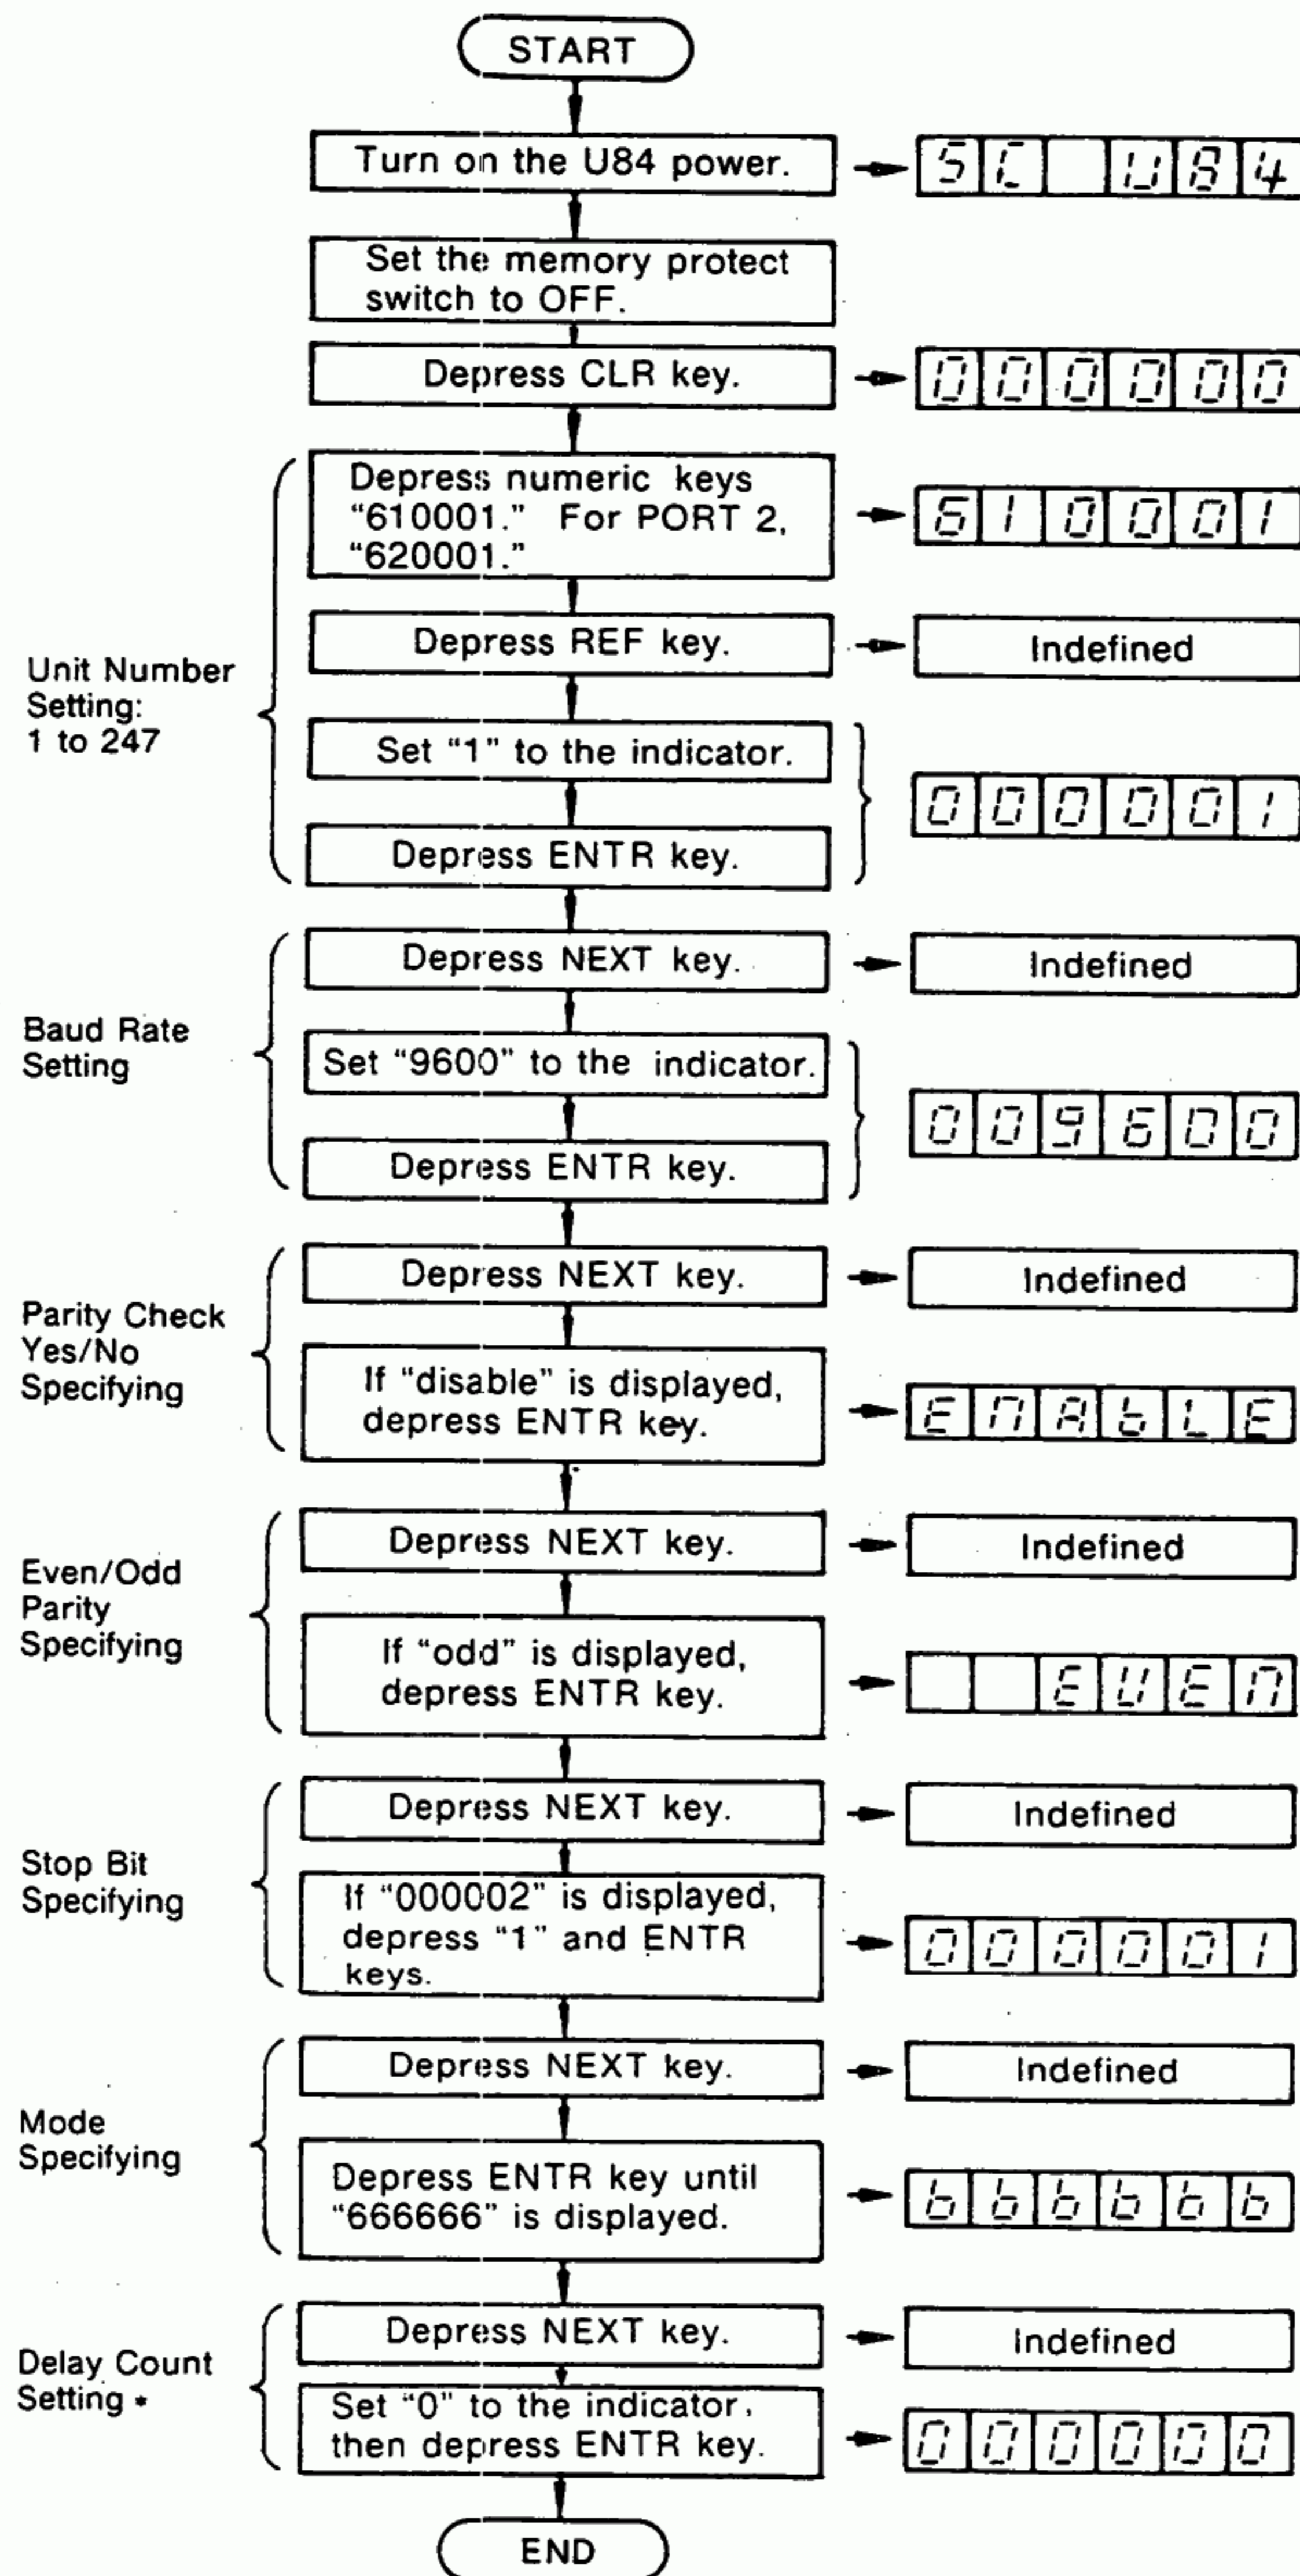 START
Turn on the U84 power.
SC U84
Set the memory protect
switch to OFF.
Depress CLR key.
000000
Depress numeric keys
“610001.” For PORT 2,
“620001.”
610001
Unit Number
Setting:
1 to 247
Depress REF key.
Indefined
Set “1” to the indicator.
Depress ENTR key.
000001
Baud Rate
Setting
Depress NEXT key.
Indefined
Set “9600” to the indicator.
Depress ENTR key.
009600
Parity Check
Yes/No
Specifying
Depress NEXT key.
Indefined
If “disable” is displayed,
depress ENTR key.
ENAbLE
Even/Odd
Parity
Specifying
Depress NEXT key.
Indefined
If “odd” is displayed,
depress ENTR key.
EUEN
Stop Bit
Specifying
Depress NEXT key.
Indefined
If “000002” is displayed,
depress “1” and ENTR
keys.
000001
Mode
Specifying
Depress NEXT key.
Indefined
Depress ENTR key until
“666666” is displayed.
bbbbbb
Delay Count
Setting *
Depress NEXT key.
Indefined
Set “0” to the indicator,
then depress ENTR key.
000000
END